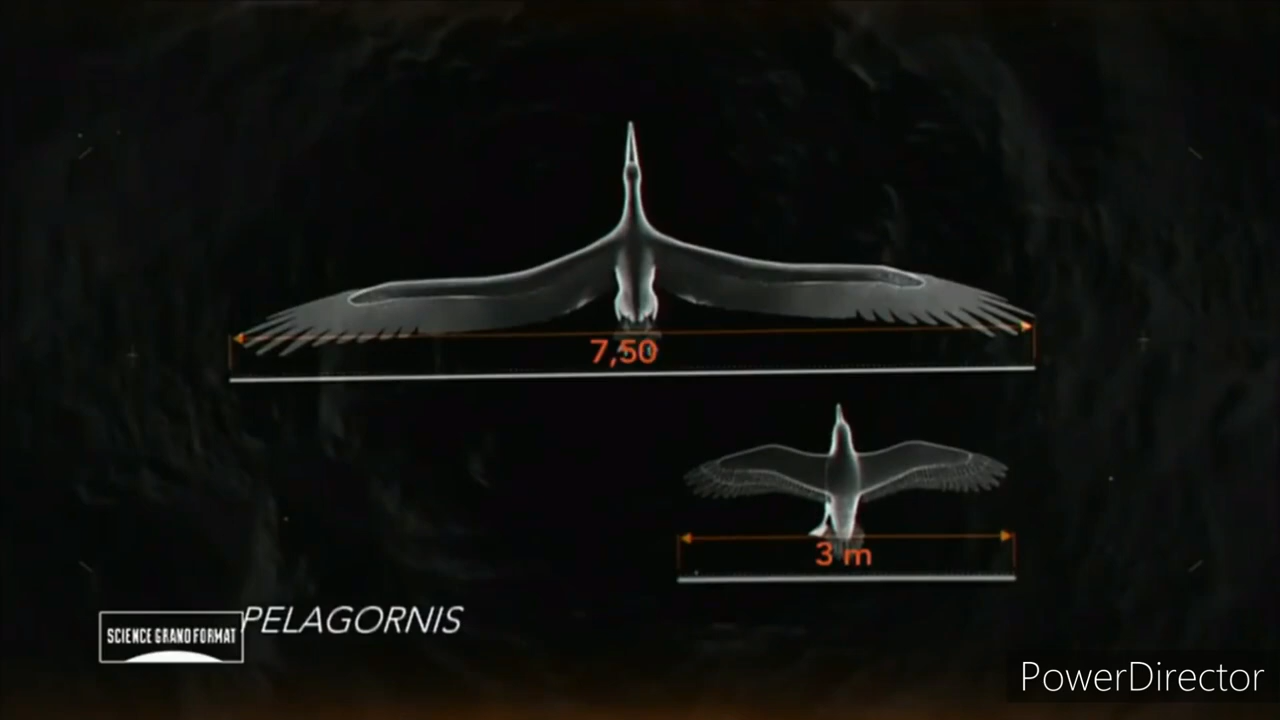 7,50
3 m
PELAGORNIS
SCIENCE GRAND FORMAT
PowerDirector